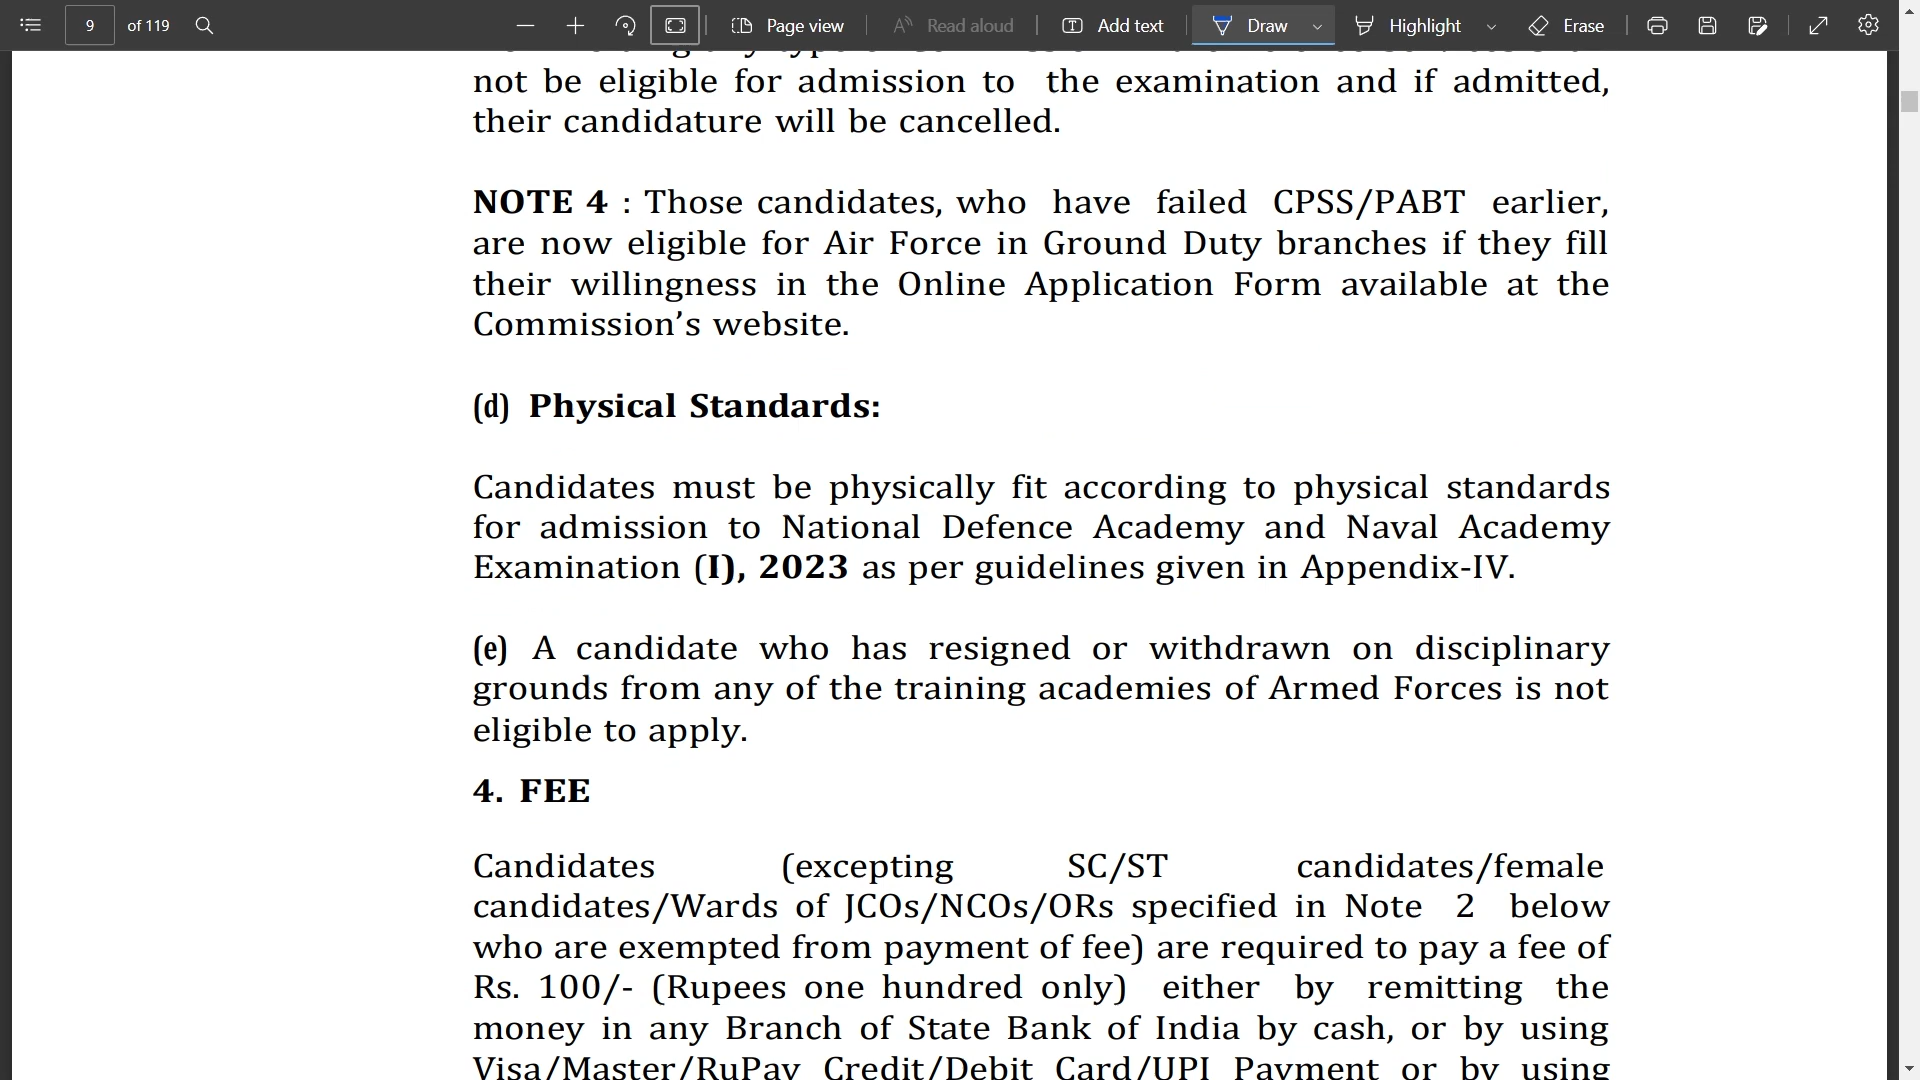 9 of 119 Page view Read aloud Add text Draw Highlight Erase
not be eligible for admission to the examination and if admitted,
their candidature will be cancelled.
NOTE 4 : Those candidates, who have failed CPSS/PABT earlier,
are now eligible for Air Force in Ground Duty branches if they fill
their willingness in the Online Application Form available at the
Commission’s website.
(d) Physical Standards:
Candidates must be physically fit according to physical standards
for admission to National Defence Academy and Naval Academy
Examination (I), 2023 as per guidelines given in Appendix-IV.
(e) A candidate who has resigned or withdrawn on disciplinary
grounds from any of the training academies of Armed Forces is not
eligible to apply.
4. FEE
Candidates (excepting SC/ST candidates/female
candidates/Wards of JCOs/NCOs/ORs specified in Note 2 below
who are exempted from payment of fee) are required to pay a fee of
Rs. 100/- (Rupees one hundred only) either by remitting the
money in any Branch of State Bank of India by cash, or by using
Visa/Master/RuPay Credit/Debit Card/UPI Payment or by using